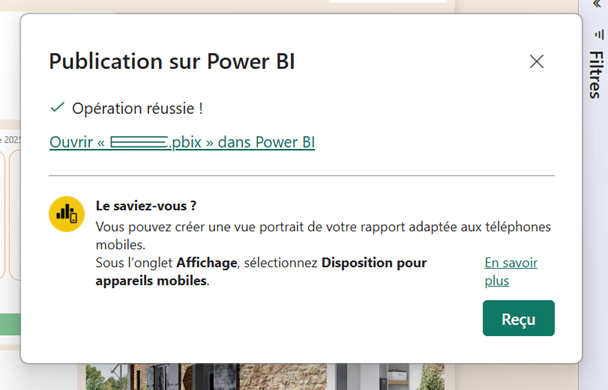 Publication sur Power BI
Opération réussie !
Ouvrir « .pbix » dans Power BI
Le saviez-vous ?
Vous pouvez créer une vue portrait de votre rapport adaptée aux téléphones
mobiles.
Sous l’onglet Affichage, sélectionnez Disposition pour
appareils mobiles.
En savoir
plus
Reçu
Filtres
2025